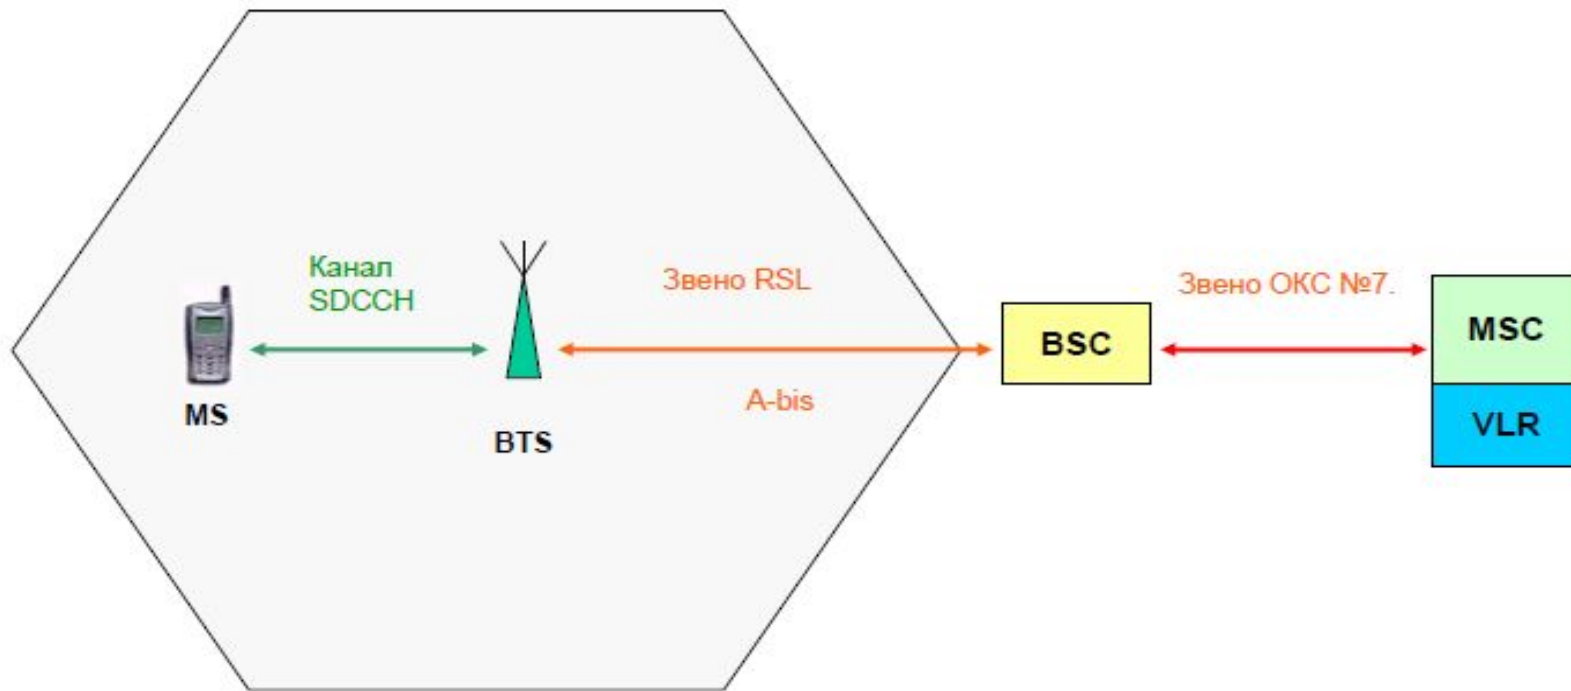 Канал
SDCCH
Звено RSL
Звено ОКС №7.
BSC
MSC
A-bis
MS
BTS
VLR